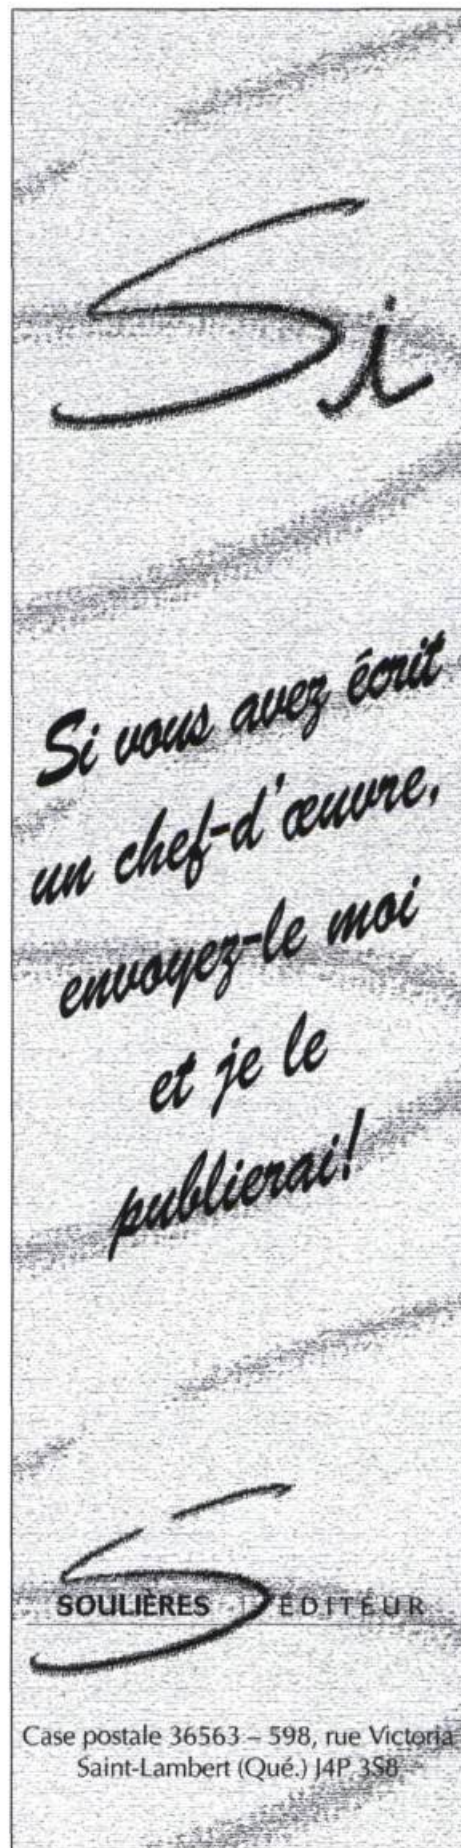 Si
Si vous avez écrit
un chef-d'œuvre,
envoyez-le moi
et je le
publierai!
SOULIÈRES ÉDITEUR
Case postale 36563 – 598, rue Victoria
Saint-Lambert (Qué.) J4P 3S8